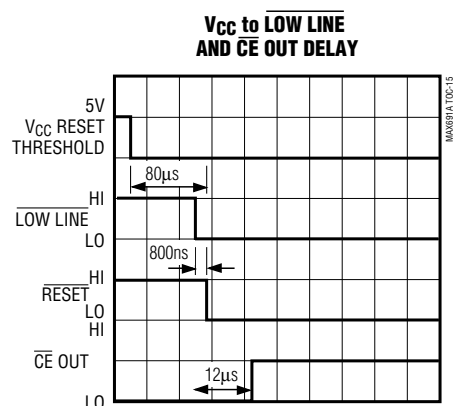 VCC to LOW LINE
AND CE OUT DELAY
MAX691A TOC-15
5V
VCC RESET
THRESHOLD
80µs
HI
LOW LINE
LO
800ns
HI
RESET
LO
HI
CE OUT
12µs
LO